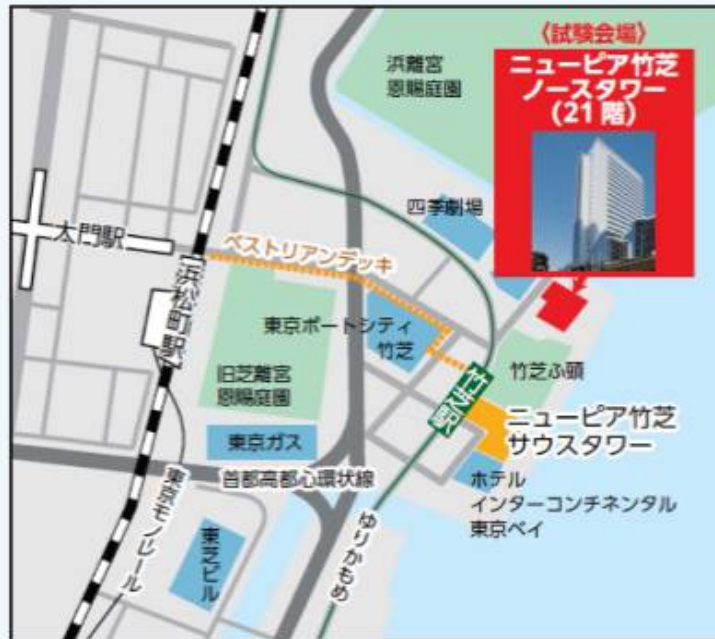 〈試験会場〉
ニューピア竹芝
ノースタワー
(21階)
浜離宮
恩賜庭園
四季劇場
大門駅
ペストリアンデッキ
浜松町駅
東京ポートシティ
竹芝
旧芝離宮
恩賜庭園
竹芝ふ頭
竹芝駅
ニューピア竹芝
サウスタワー
東京ガス
首都高都心環状線
ホテル
インターコンチネンタル
東京ベイ
東京モノレール
東芝ビル
ゆりかもめ